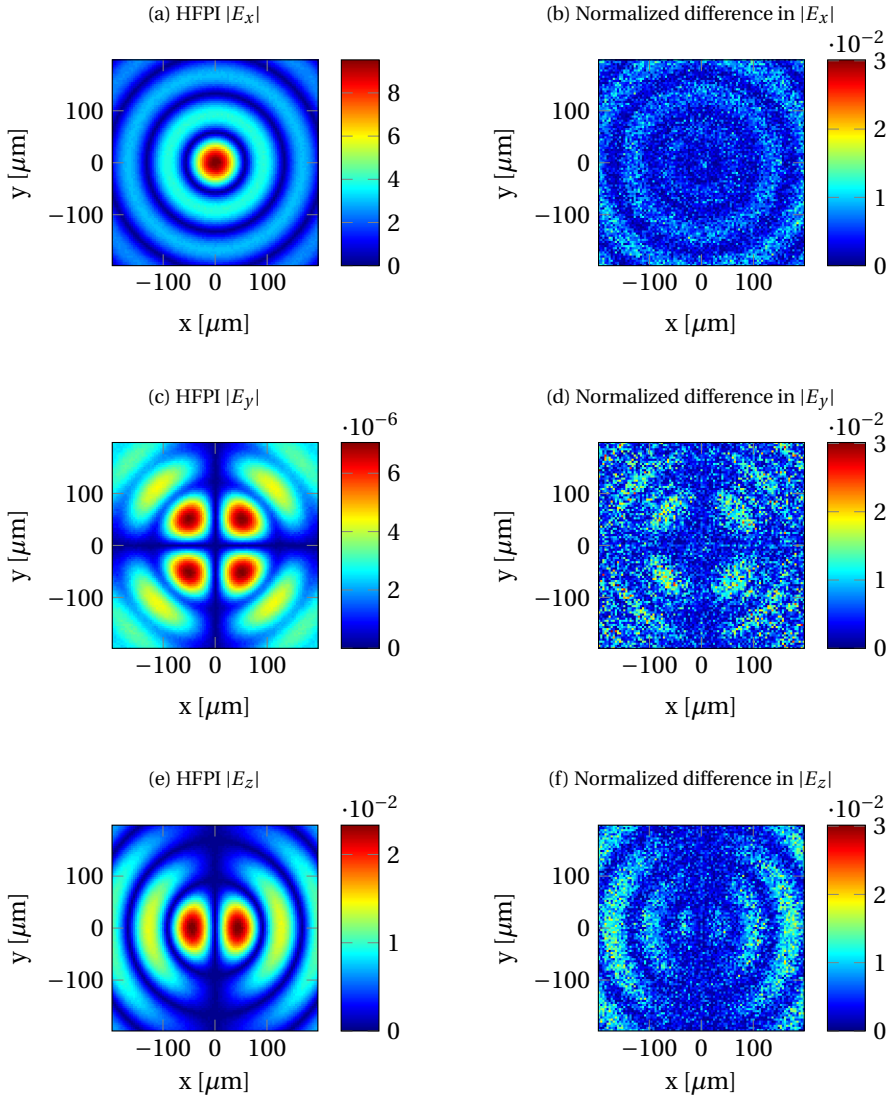 (a) HFPI |E_x|
(b) Normalized difference in |E_x|
·10⁻²
100
0
−100
y [μm]
−100 0 100
x [μm]
8
6
4
2
0
100
0
−100
y [μm]
−100 0 100
x [μm]
3
2
1
0
(c) HFPI |E_y|
(d) Normalized difference in |E_y|
·10⁻⁶
·10⁻²
100
0
−100
y [μm]
−100 0 100
x [μm]
6
4
2
0
100
0
−100
y [μm]
−100 0 100
x [μm]
3
2
1
0
(e) HFPI |E_z|
(f) Normalized difference in |E_z|
·10⁻²
·10⁻²
100
0
−100
y [μm]
−100 0 100
x [μm]
2
1
0
100
0
−100
y [μm]
−100 0 100
x [μm]
3
2
1
0